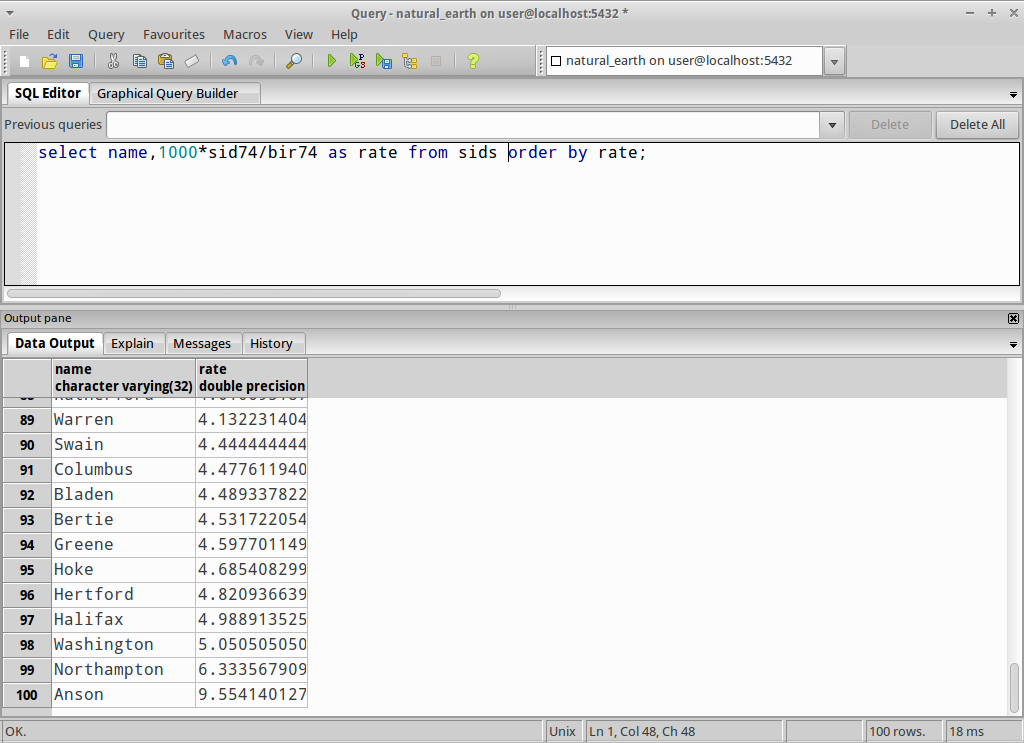 Query - natural_earth on user@localhost:5432 *
File Edit Query Favourites Macros View Help
natural_earth on user@localhost:5432
SQL Editor Graphical Query Builder
Previous queries Delete Delete All
select name,1000*sid74/bir74 as rate from sids order by rate;
Output pane
Data Output Explain Messages History
name rate
character varying(32) double precision
89 Warren 4.132231404
90 Swain 4.444444444
91 Columbus 4.477611940
92 Bladen 4.489337822
93 Bertie 4.531722054
94 Greene 4.597701149
95 Hoke 4.685408299
96 Hertford 4.820936639
97 Halifax 4.988913525
98 Washington 5.050505050
99 Northampton 6.333567909
100 Anson 9.554140127
OK. Unix Ln 1, Col 48, Ch 48 100 rows. 18 ms